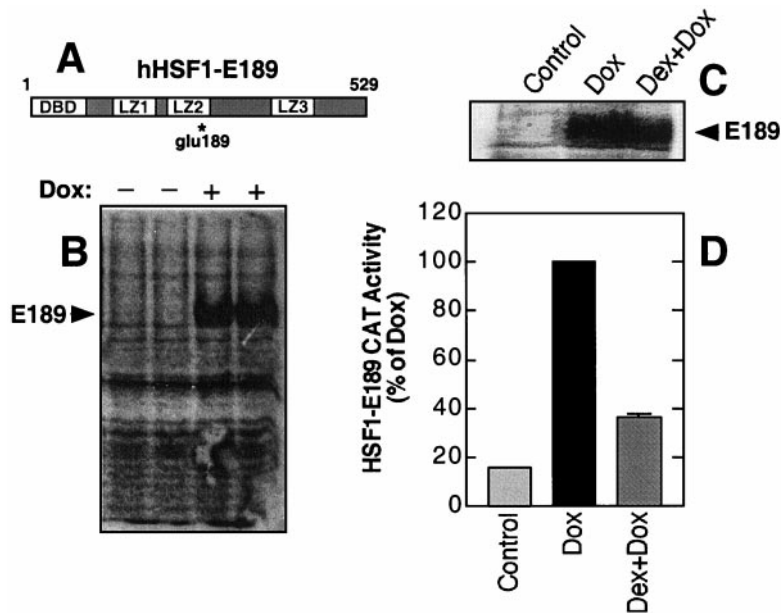 A
hHSF1-E189
1 529
DBD LZ1 LZ2 LZ3
*
glu189
Dox: – – + +
B
E189
Control
Dox
Dex+Dox
C
E189
D
HSF1-E189 CAT Activity
(% of Dox)
120
100
80
60
40
20
0
Control
Dox
Dex+Dox